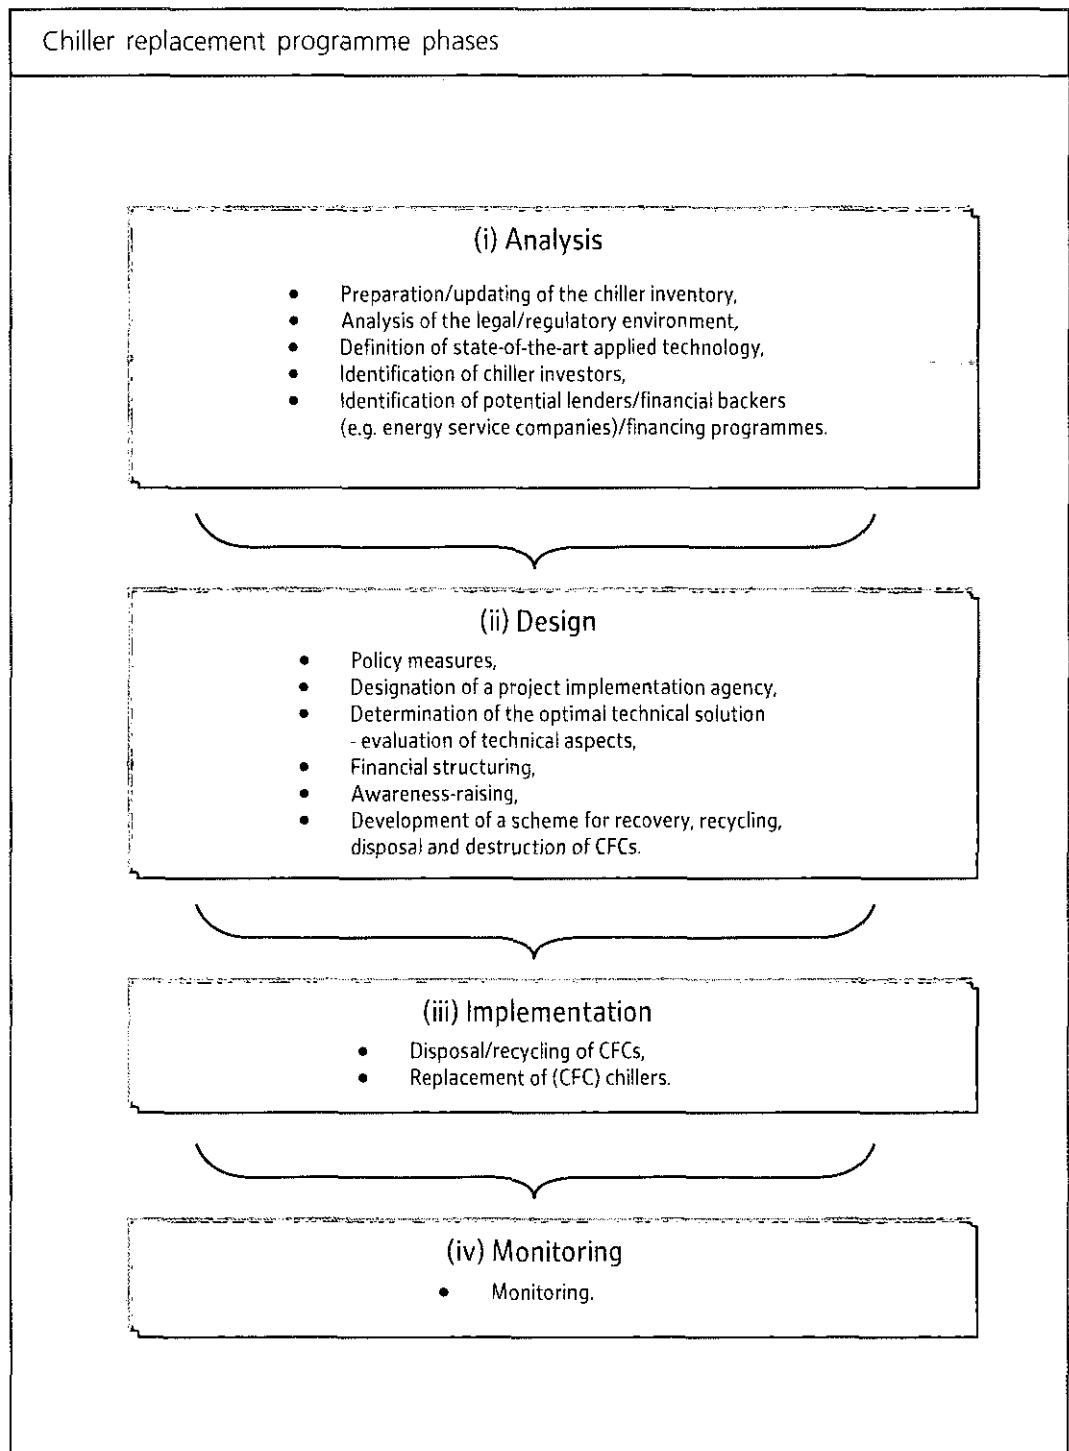 Chiller replacement programme phases
(i) Analysis
• Preparation/updating of the chiller inventory,
• Analysis of the legal/regulatory environment,
• Definition of state-of-the-art applied technology,
• Identification of chiller investors,
• Identification of potential lenders/financial backers
(e.g. energy service companies)/financing programmes.
(ii) Design
• Policy measures,
• Designation of a project implementation agency,
• Determination of the optimal technical solution
- evaluation of technical aspects,
• Financial structuring,
• Awareness-raising,
• Development of a scheme for recovery, recycling,
disposal and destruction of CFCs.
(iii) Implementation
• Disposal/recycling of CFCs,
• Replacement of (CFC) chillers.
(iv) Monitoring
• Monitoring.